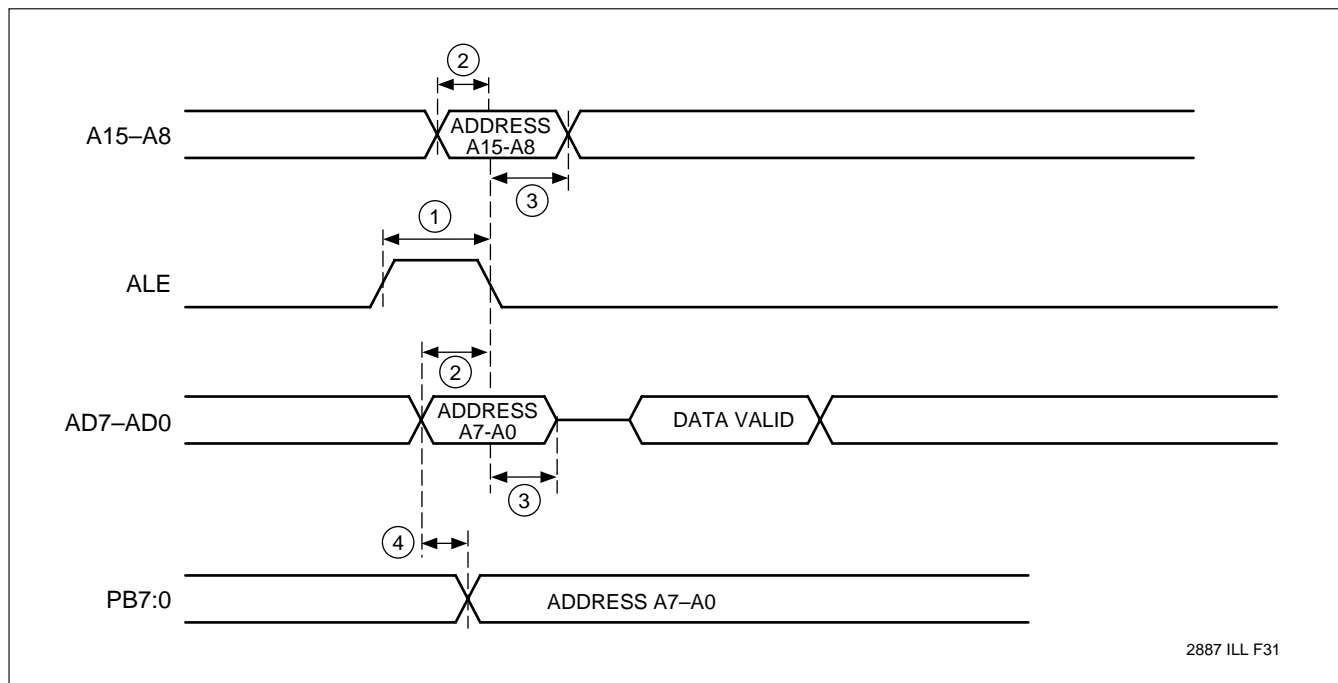 2
A15–A8
ADDRESS
A15-A8
3
1
ALE
2
AD7–AD0
ADDRESS
A7-A0
DATA VALID
3
4
PB7:0
ADDRESS A7–A0
2887 ILL F31